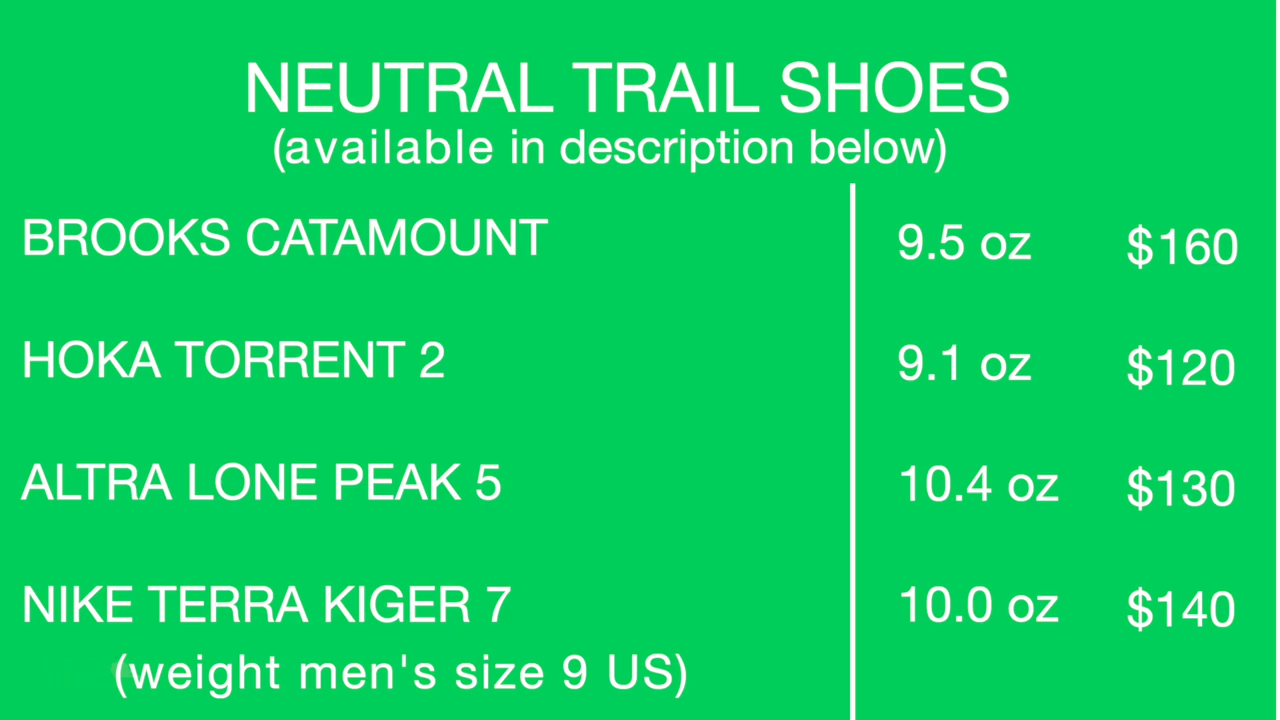 NEUTRAL TRAIL SHOES
(available in description below)
BROOKS CATAMOUNT 9.5 oz $160
HOKA TORRENT 2 9.1 oz $120
ALTRA LONE PEAK 5 10.4 oz $130
NIKE TERRA KIGER 7 10.0 oz $140
(weight men's size 9 US)